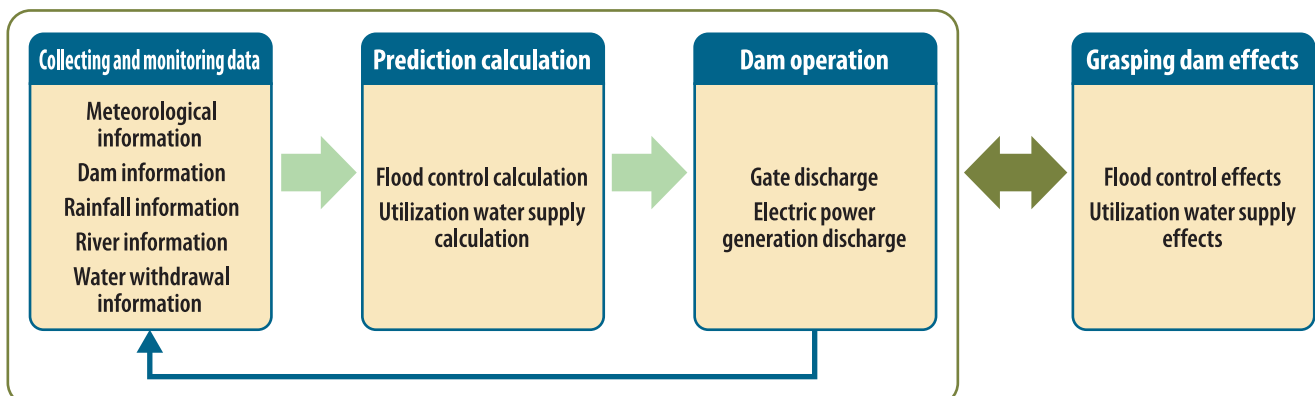 Collecting and monitoring data
Meteorological
information
Dam information
Rainfall information
River information
Water withdrawal
information
Prediction calculation
Flood control calculation
Utilization water supply
calculation
Dam operation
Gate discharge
Electric power
generation discharge
Grasping dam effects
Flood control effects
Utilization water supply
effects